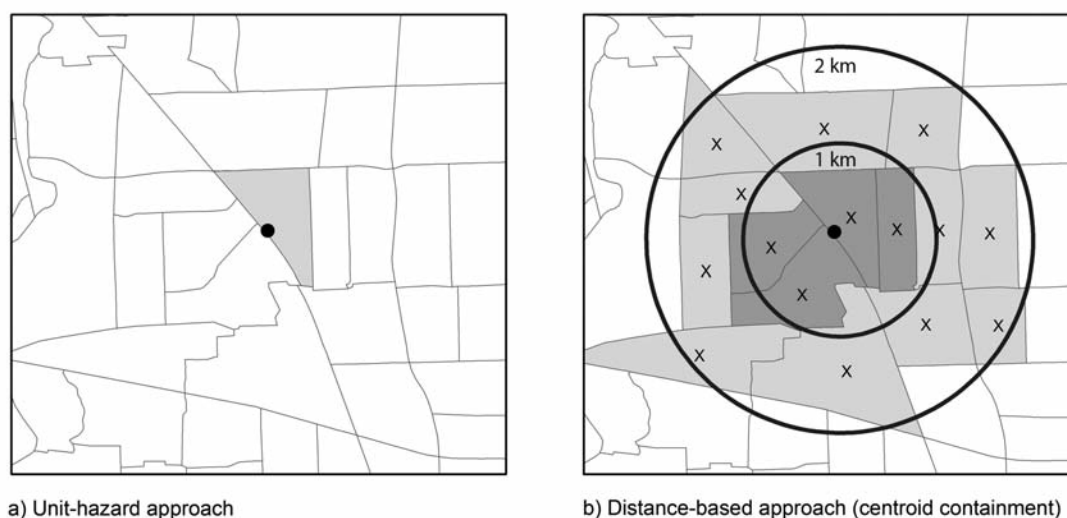 2 km
X X X
1 km
X
X X X X
X
X
X
X X
X
X
a) Unit-hazard approach
b) Distance-based approach (centroid containment)